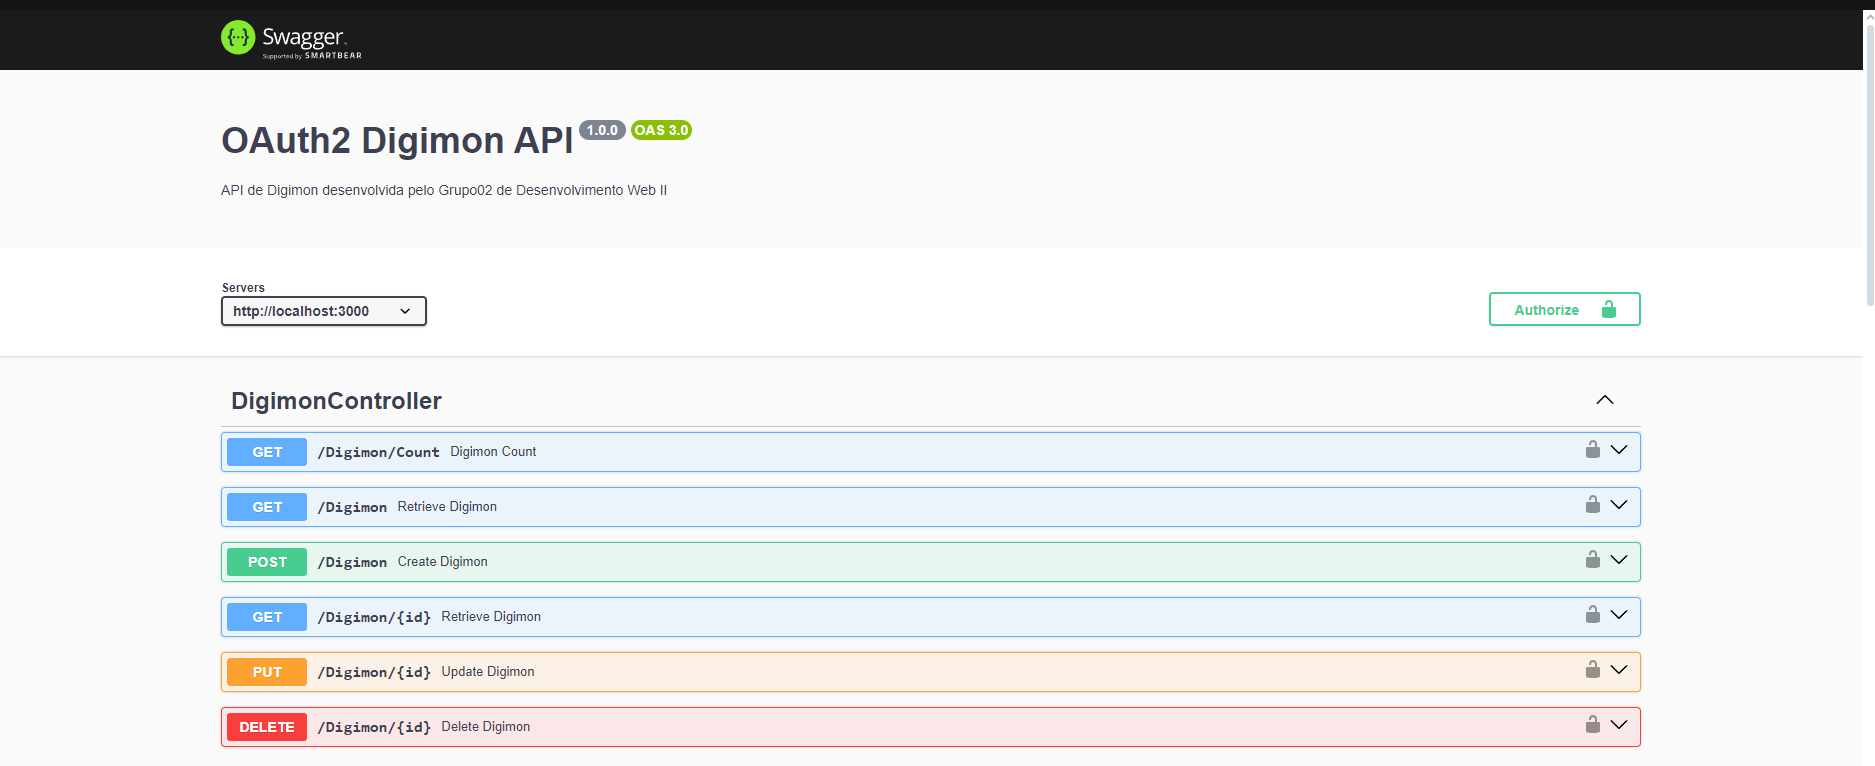 Swagger
Supported by SMARTBEAR
OAuth2 Digimon API 1.0.0 OAS 3.0
API de Digimon desenvolvida pelo Grupo02 de Desenvolvimento Web II
Servers
http://localhost:3000
Authorize
DigimonController
GET /Digimon/Count Digimon Count
GET /Digimon Retrieve Digimon
POST /Digimon Create Digimon
GET /Digimon/{id} Retrieve Digimon
PUT /Digimon/{id} Update Digimon
DELETE /Digimon/{id} Delete Digimon